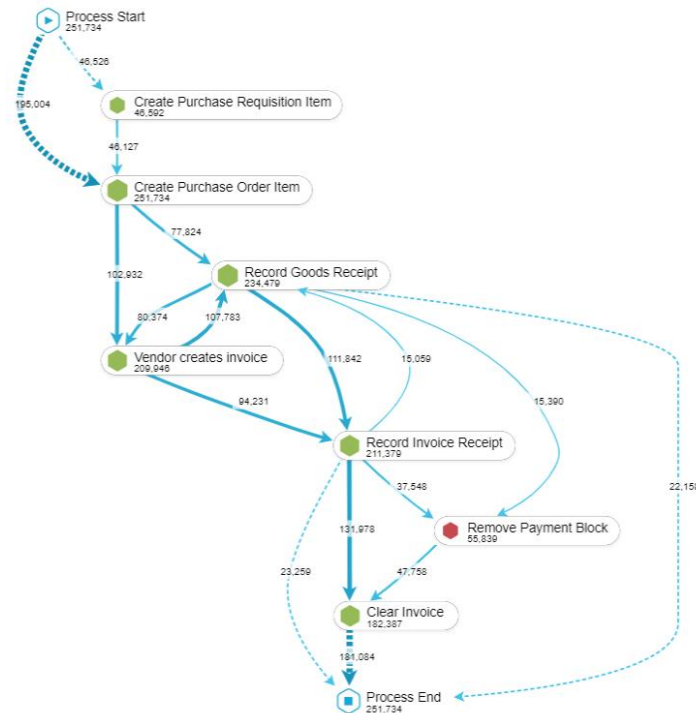 Process Start
251,734
46,526
195,004
Create Purchase Requisition Item
46,592
46,127
Create Purchase Order Item
251,734
77,824
102,932
Record Goods Receipt
234,479
80,374
107,783
Vendor creates invoice
209,946
111,842
15,059
94,231
15,390
Record Invoice Receipt
211,379
37,548
22,158
131,978
Remove Payment Block
55,839
23,259
47,758
Clear Invoice
182,387
181,084
Process End
251,734